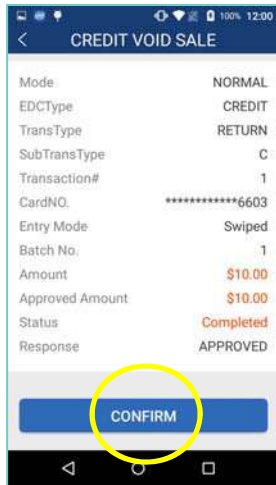 100% 12:00
CREDIT VOID SALE
Mode NORMAL
EDCType CREDIT
TransType RETURN
SubTransType C
Transaction# 1
CardNO. ************6603
Entry Mode Swiped
Batch No. 1
Amount $10.00
Approved Amount $10.00
Status Completed
Response APPROVED
CONFIRM